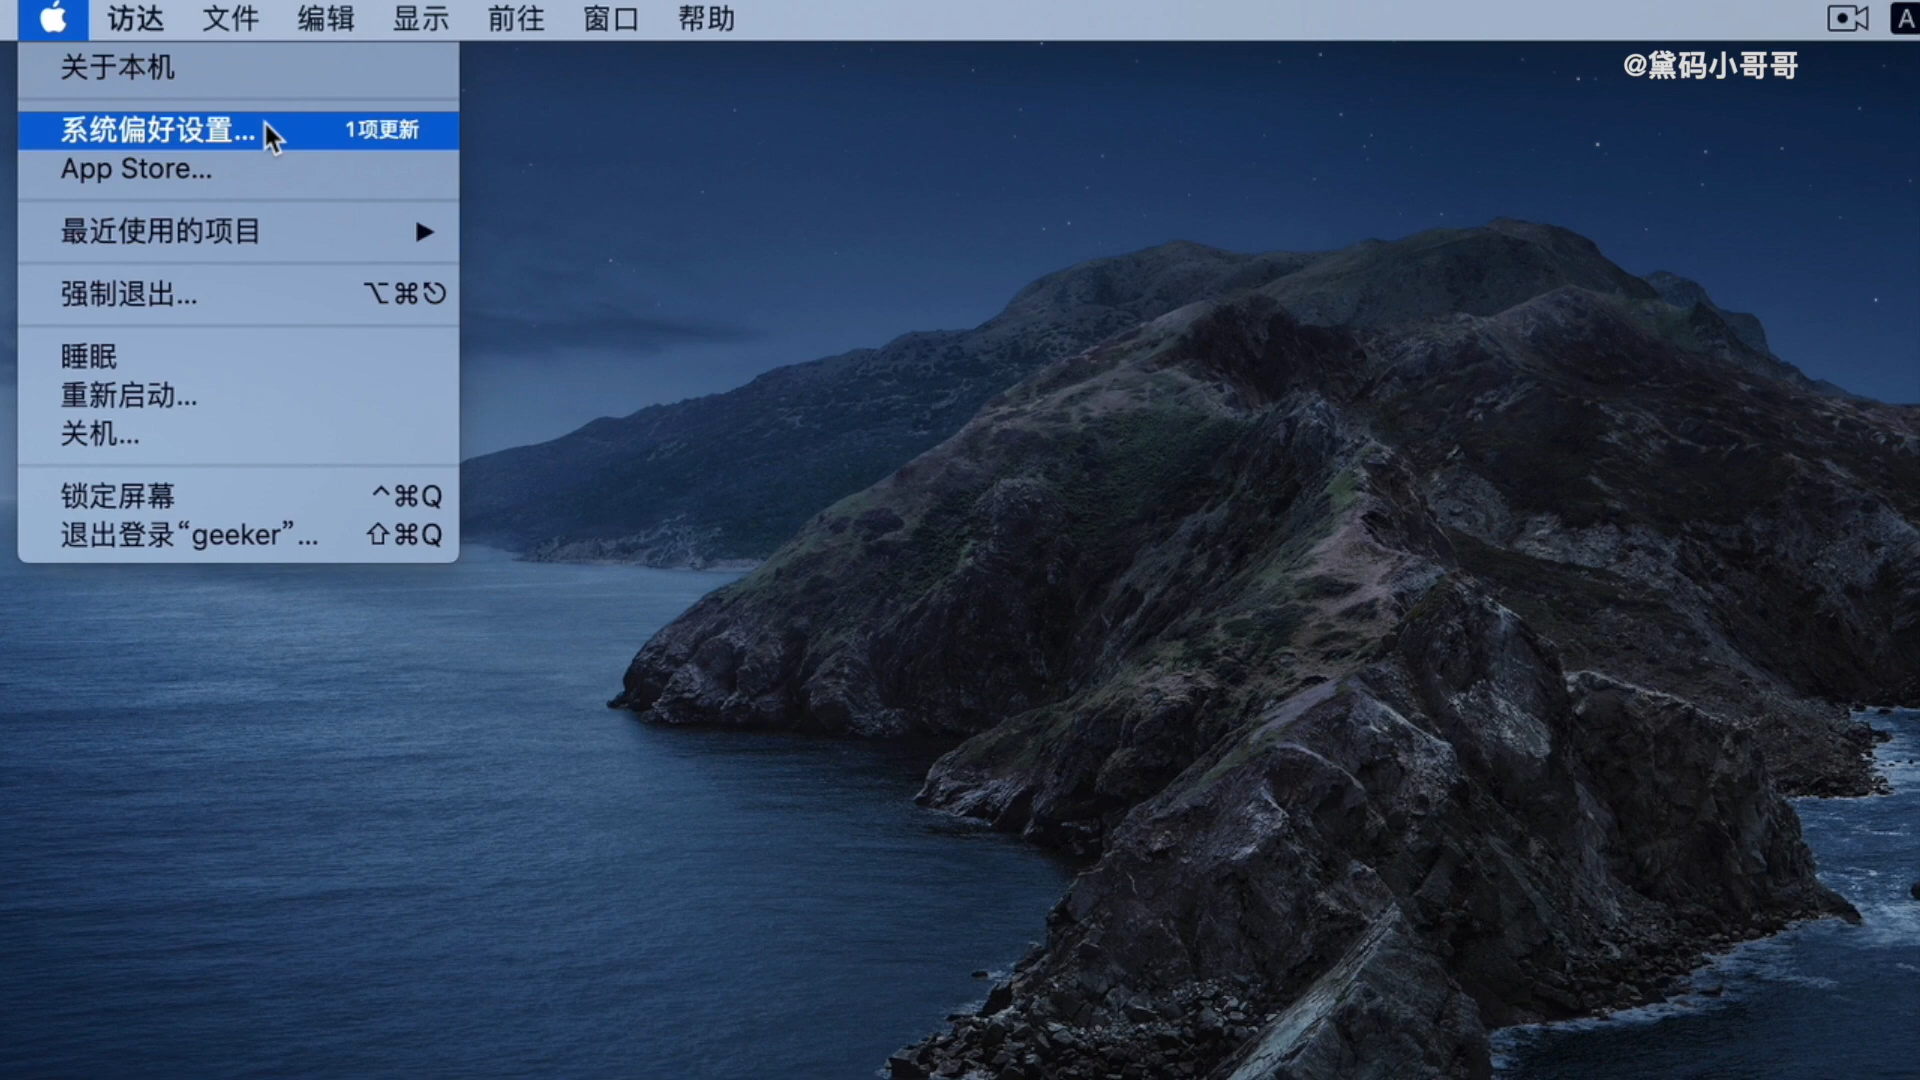 访达 文件 编辑 显示 前往 窗口 帮助 A
@黛码小哥哥
关于本机
系统偏好设置... 1项更新
App Store...
最近使用的项目 ▶
强制退出... ⌥⌘⎋
睡眠
重新启动...
关机...
锁定屏幕 ^⌘Q
退出登录“geeker”... ⇧⌘Q